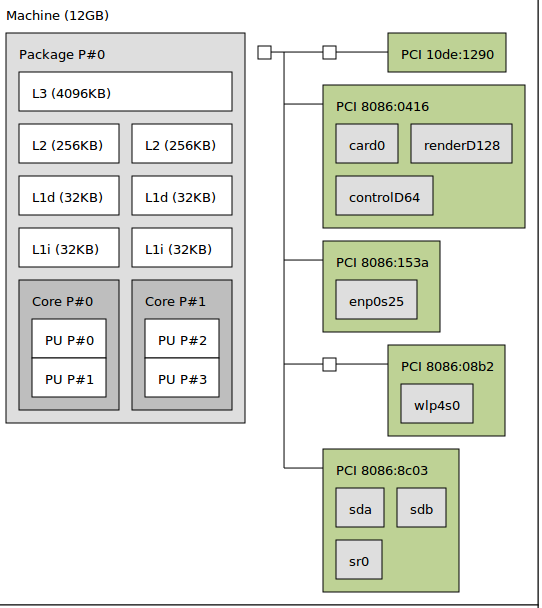 Machine (12GB)
Package P#0
L3 (4096KB)
L2 (256KB) L2 (256KB)
L1d (32KB) L1d (32KB)
L1i (32KB) L1i (32KB)
Core P#0 Core P#1
PU P#0 PU P#2
PU P#1 PU P#3
PCI 10de:1290
PCI 8086:0416
card0 renderD128
controlD64
PCI 8086:153a
enp0s25
PCI 8086:08b2
wlp4s0
PCI 8086:8c03
sda sdb
sr0